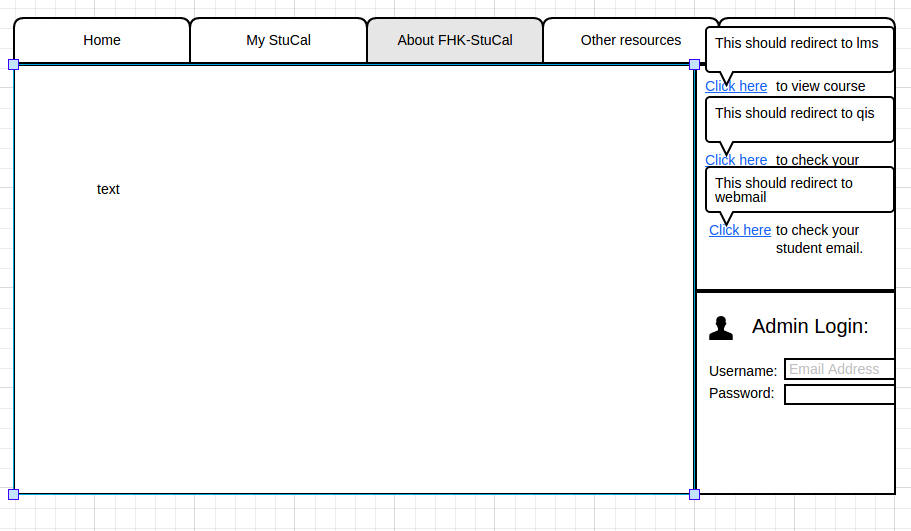 Home
My StuCal
About FHK-StuCal
Other resources
This should redirect to lms
Click here to view course
This should redirect to qis
Click here to check your
This should redirect to
webmail
Click here to check your
student email.
text
Admin Login:
Username: Email Address
Password: